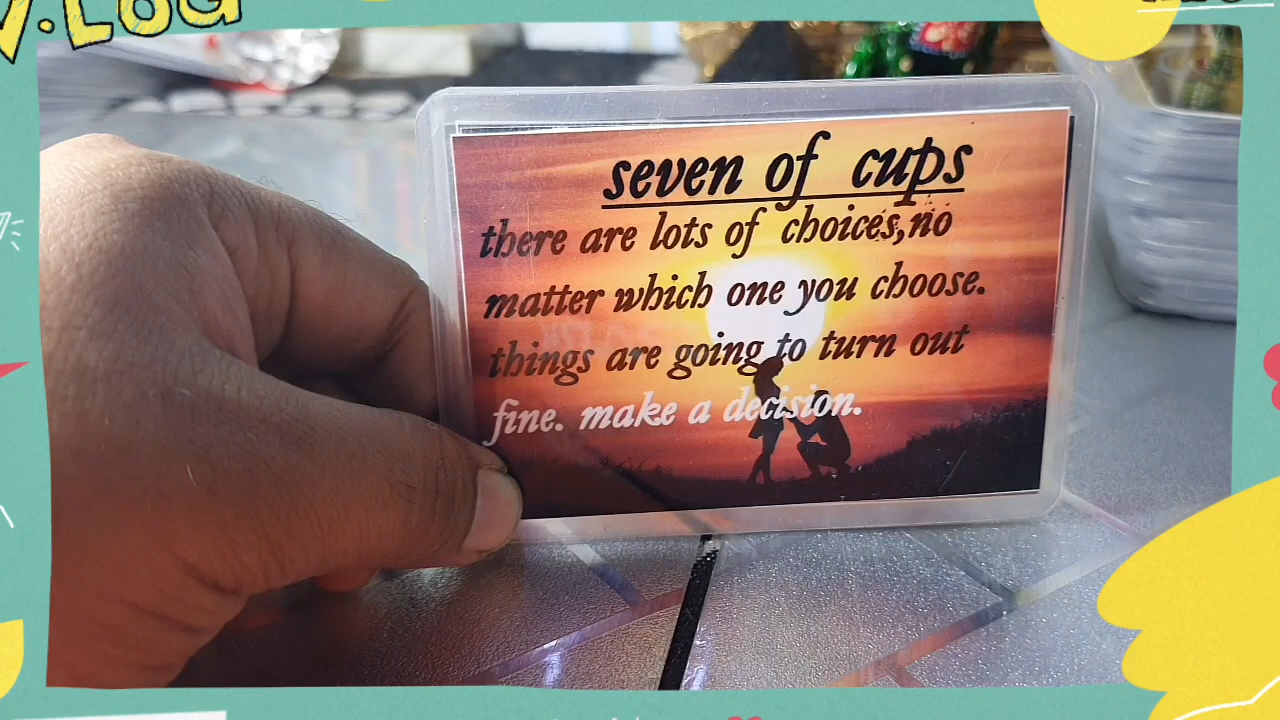 V.LOG
seven of cups
there are lots of choices,no
matter which one you choose.
things are going to turn out
fine. make a decision.